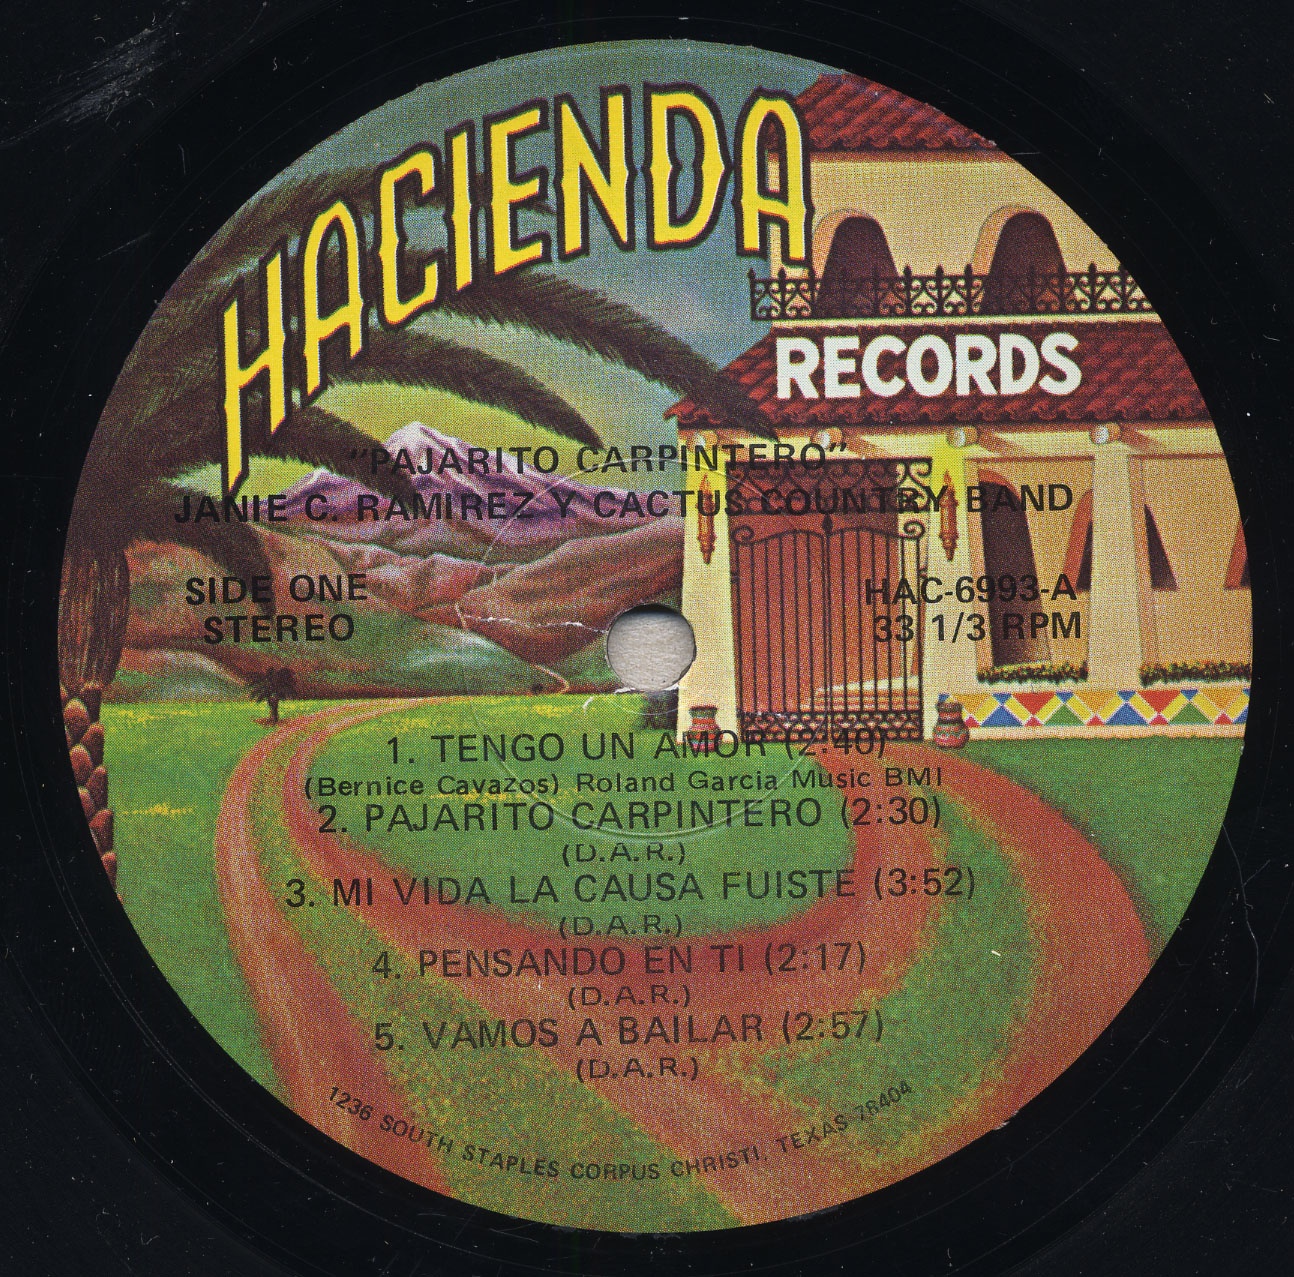 HACIENDA
RECORDS
"PAJARITO CARPINTERO"
JANIE C. RAMIREZ Y CACTUS COUNTRY BAND
SIDE ONE
STEREO
HAC-6993-A
33 1/3 RPM
1. TENGO UN AMOR (2:40)
(Bernice Cavazos) Roland Garcia Music BMI
2. PAJARITO CARPINTERO (2:30)
(D.A.R.)
3. MI VIDA LA CAUSA FUISTE (3:52)
(D.A.R.)
4. PENSANDO EN TI (2:17)
(D.A.R.)
5. VAMOS A BAILAR (2:57)
(D.A.R.)
1236 SOUTH STAPLES CORPUS CHRISTI, TEXAS 78404